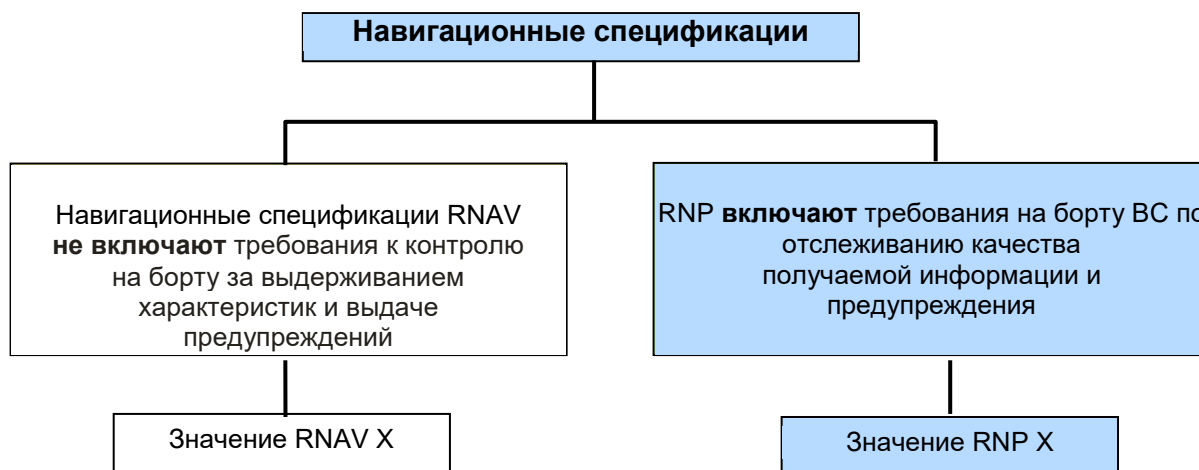 Навигационные спецификации
Навигационные спецификации RNAV
не включают требования к контролю
на борту за выдерживанием
характеристик и выдаче
предупреждений
RNP включают требования на борту ВС по
отслеживанию качества
получаемой информации и
предупреждения
Значение RNAV X
Значение RNP X